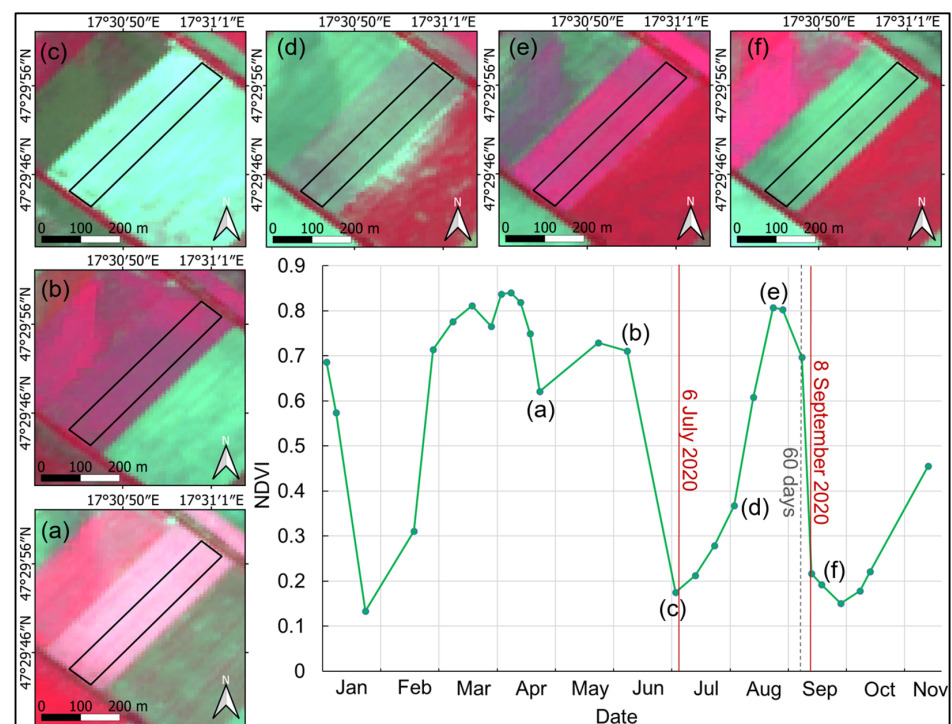 17°30′50″E 17°31′1″E
17°30′50″E 17°31′1″E
17°30′50″E 17°31′1″E
17°30′50″E 17°31′1″E
(c)
(d)
(e)
(f)
47°29′56″N
47°29′46″N
47°29′56″N
47°29′46″N
47°29′56″N
47°29′46″N
47°29′56″N
47°29′46″N
N
N
N
N
0 100 200 m
0 100 200 m
0 100 200 m
0 100 200 m
17°30′50″E 17°31′1″E
(b)
47°29′56″N
47°29′46″N
N
0 100 200 m
17°30′50″E 17°31′1″E
(a)
47°29′56″N
47°29′46″N
N
0 100 200 m
NDVI
0.9
0.8
0.7
0.6
0.5
0.4
0.3
0.2
0.1
0
(a)
(b)
(c)
(d)
(e)
(f)
6 July 2020
60 days
8 September 2020
Jan Feb Mar Apr May Jun Jul Aug Sep Oct Nov
Date